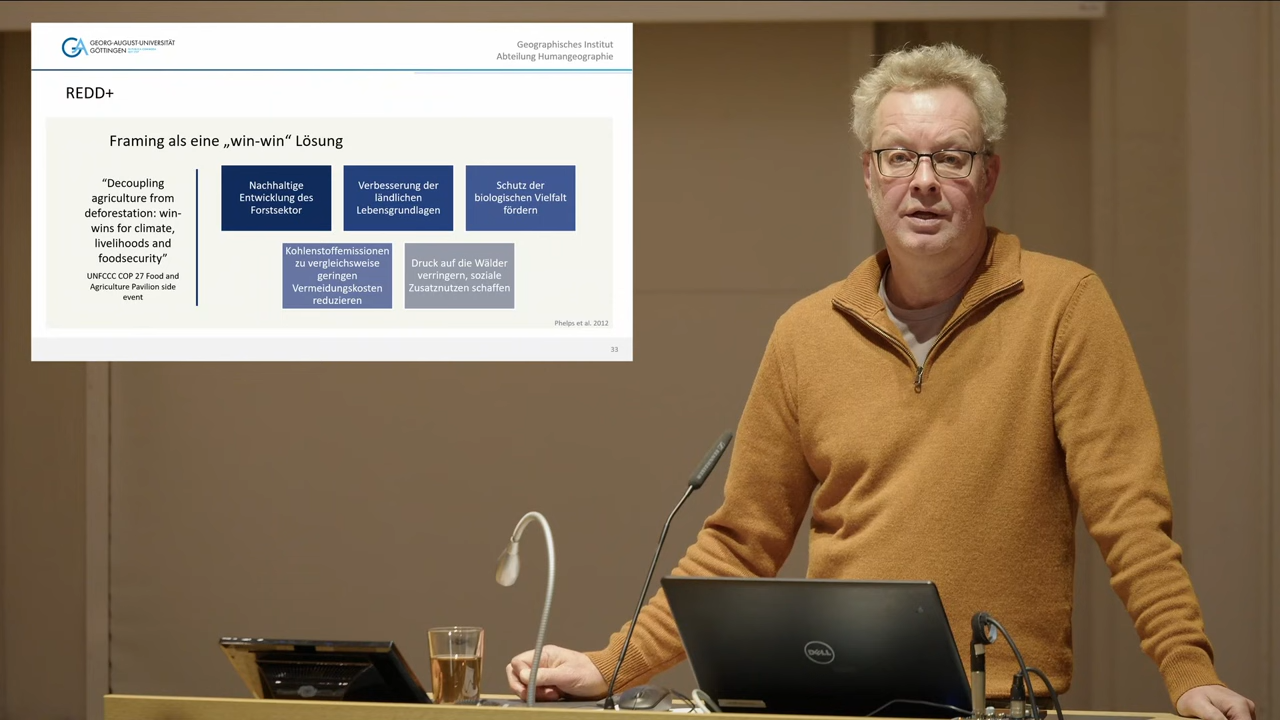 GEORG-AUGUST-UNIVERSITÄT
GÖTTINGEN
Geographisches Institut
Abteilung Humangeographie
REDD+
Framing als eine „win-win“ Lösung
“Decoupling
agriculture from
deforestation: win-
wins for climate,
livelihoods and
foodsecurity”
UNFCCC COP 27 Food and
Agriculture Pavilion side
event
Nachhaltige
Entwicklung des
Forstsektor
Verbesserung der
ländlichen
Lebensgrundlagen
Schutz der
biologischen Vielfalt
fördern
Kohlenstoffemissionen
zu vergleichsweise
geringen
Vermeidungskosten
reduzieren
Druck auf die Wälder
verringern, soziale
Zusatznutzen schaffen
Phelps et al. 2012
33
DELL